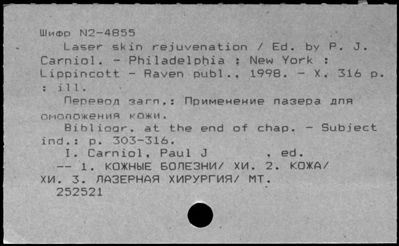 Шифр N2-4855
Laser skin rejuvenation / Ed. by P. J.
Carniol. - Philadelphia ; New York :
Lippincott - Raven publ., 1998. - X, 316 p.
: ill.
Перевод загл.: Применение лазера для
омоложения кожи.
Bibliogr. at the end of chap. - Subject
ind.: p. 303-316.
I. Carniol, Paul J , ed.
-- 1. КОЖНЫЕ БОЛЕЗНИ/ ХИ. 2. КОЖА/
ХИ. 3. ЛАЗЕРНАЯ ХИРУРГИЯ/ МТ.
252521